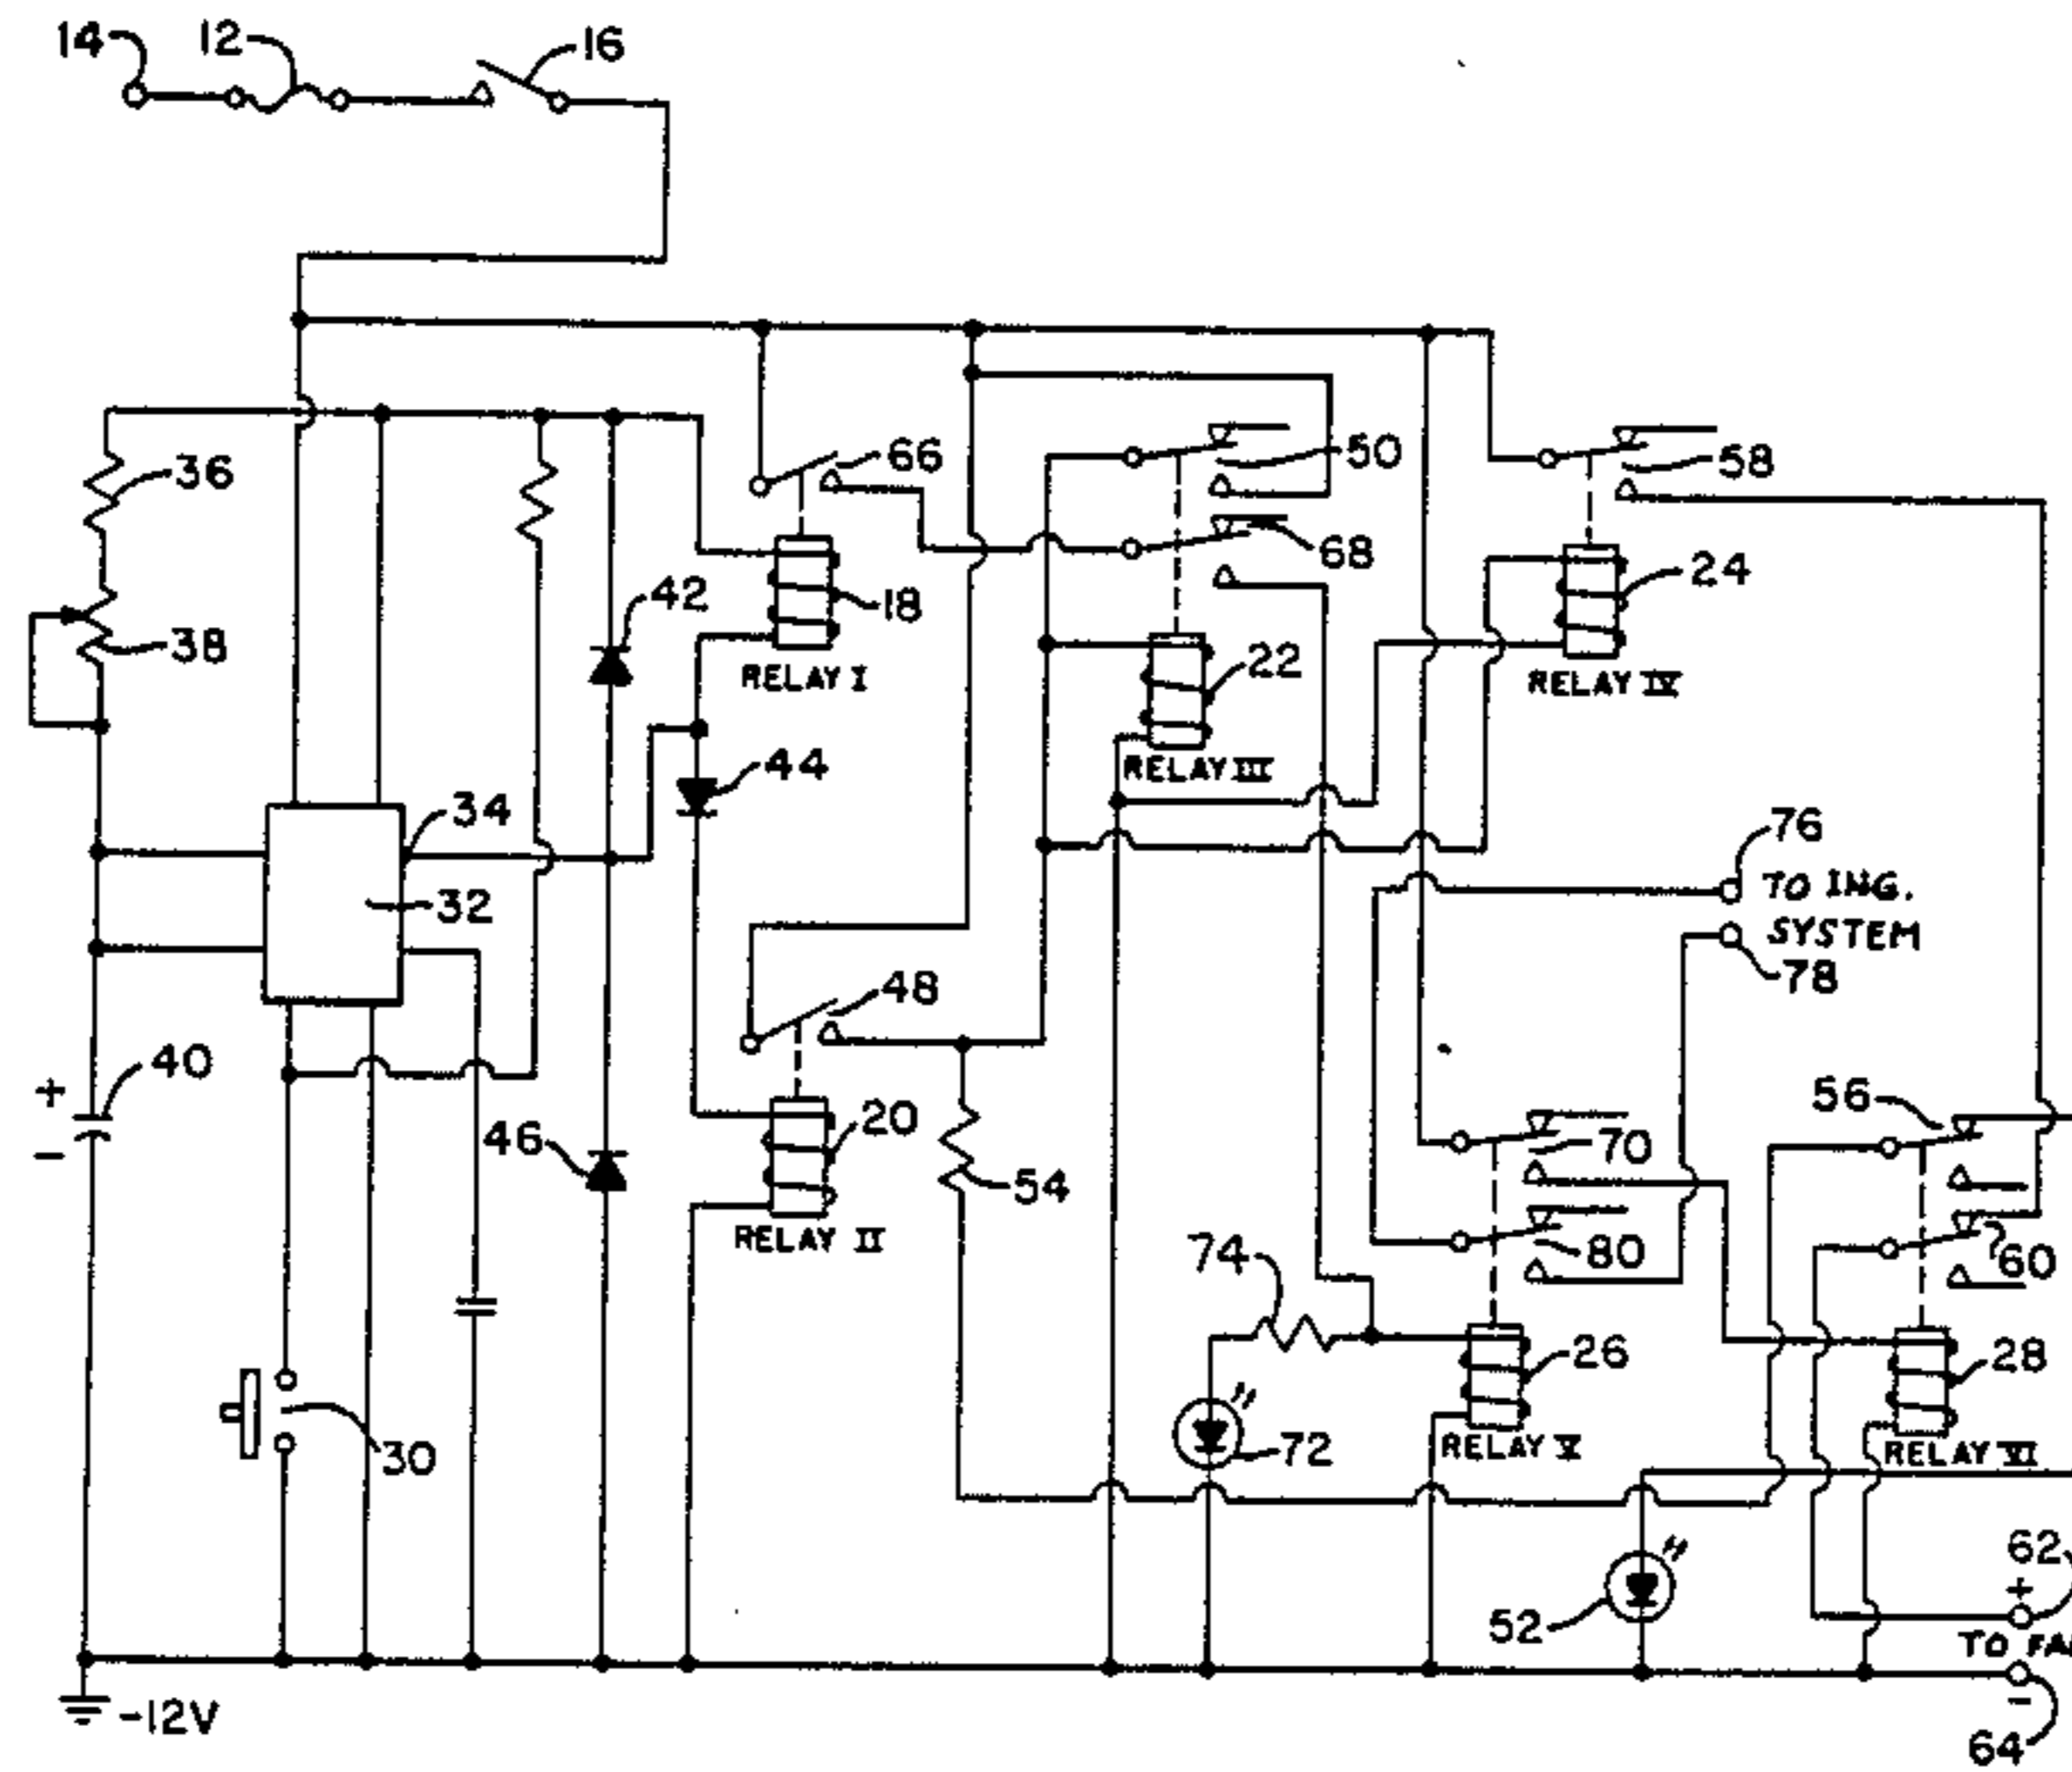 14 12 16
66 50 58
36
68
42 18 24
38
22
RELAY I RELAY IV
44 RELAY III
34 76
TO ING.
32
SYSTEM
48 78
+ 40 56
46 20 70
- 54
RELAY II 74 80 60
26 28
30 72 RELAY V RELAY VI
62
52 +
TO
-12V -
64